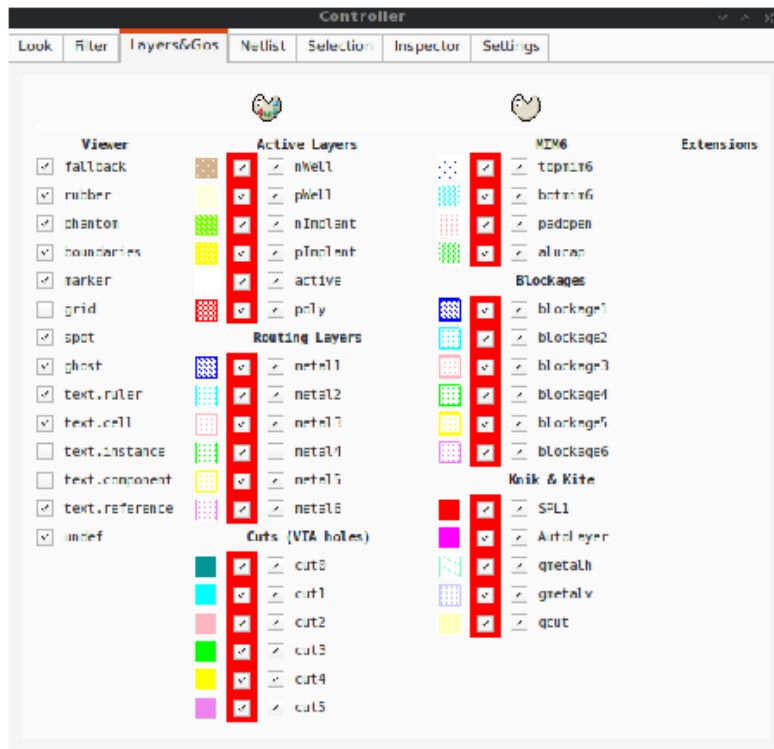 Controller
Look Filter Layers&Gos Netlist Selection Inspector Settings
Viewer
fallback
rubber
phantom
boundaries
marker
grid
spot
ghost
text.ruler
text.cell
text.instance
text.component
text.reference
undef
Active Layers
nWell
pWell
nImplant
pImplant
active
poly
Routing Layers
metal1
metal2
metal3
metal4
metal5
metal6
Cuts (VIA holes)
cut0
cut1
cut2
cut3
cut4
cut5
MIM6
topmim6
botmim6
padopen
alucap
Blockages
blockage1
blockage2
blockage3
blockage4
blockage5
blockage6
Knik & Kite
SPL1
AutoLayer
gmetalh
gmetalv
gcut
Extensions